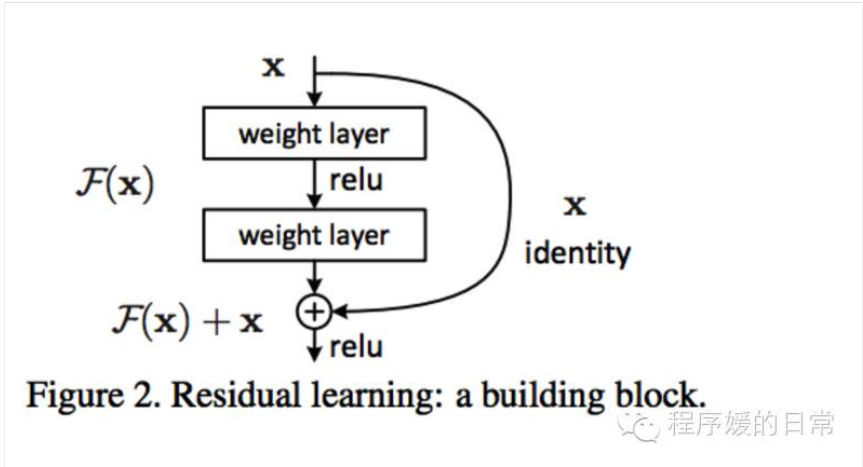 x
weight layer
F(x)
relu
x
weight layer
identity
F(x) + x
relu
Figure 2. Residual learning: a building block.
程序媛的日常